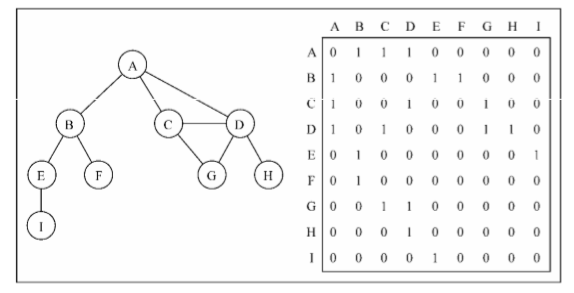 A
B
C
D
E
F
G
H
I
A B C D E F G H I
A 0 1 1 1 0 0 0 0 0
B 1 0 0 0 1 1 0 0 0
C 1 0 0 1 0 0 1 0 0
D 1 0 1 0 0 0 1 1 0
E 0 1 0 0 0 0 0 0 1
F 0 1 0 0 0 0 0 0 0
G 0 0 1 1 0 0 0 0 0
H 0 0 0 1 0 0 0 0 0
I 0 0 0 0 1 0 0 0 0